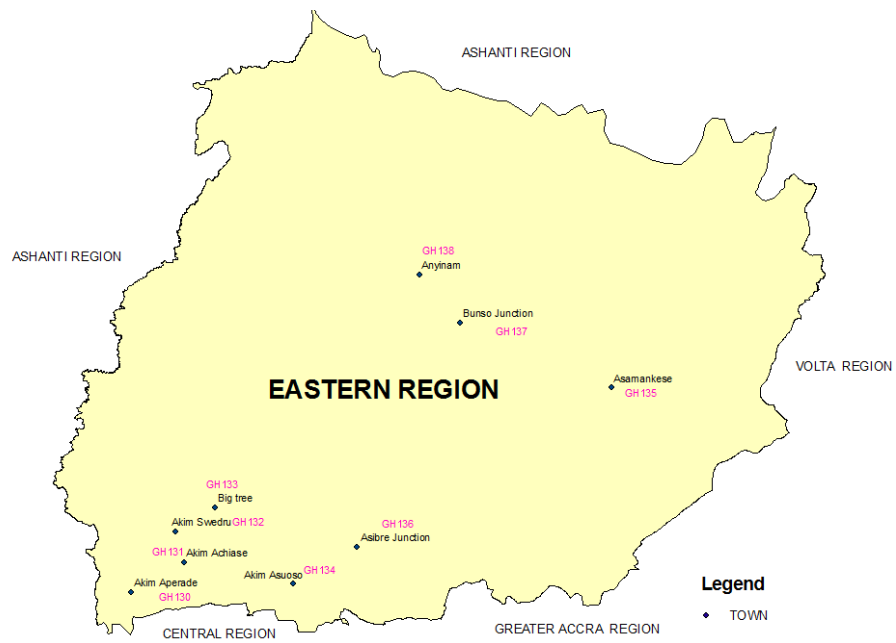 ASHANTI REGION
ASHANTI REGION
GH 138
Anyinam
Bunso Junction
GH 137
VOLTA REGION
Asamankese
GH 135
EASTERN REGION
GH 133
Big tree
Akim Swedru GH 132
GH 136
Asibre Junction
GH 131 Akim Achiase
Akim Asuoso GH 134
Akim Aperade
GH 130
Legend
TOWN
CENTRAL REGION
GREATER ACCRA REGION